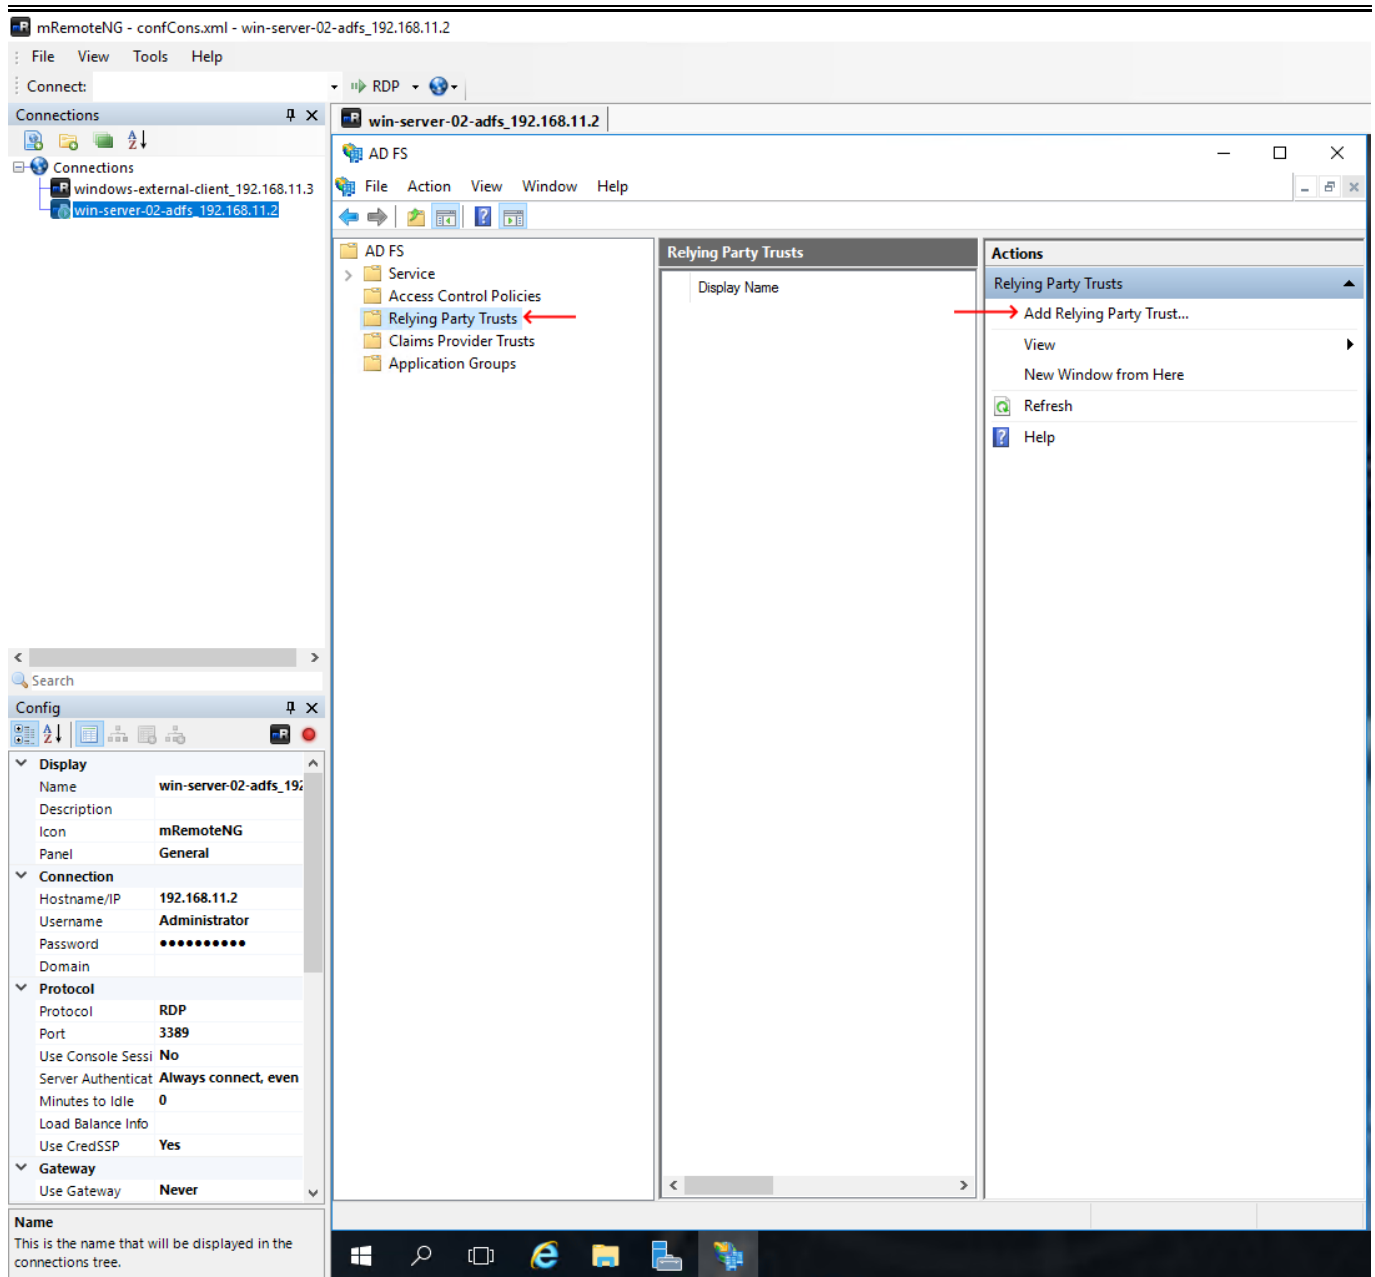 mRemoteNG - confCons.xml - win-server-02-adfs_192.168.11.2
File View Tools Help
Connect: RDP
Connections
Connections
windows-external-client_192.168.11.3
win-server-02-adfs_192.168.11.2
Search
Config
Display
Name win-server-02-adfs_192
Description
Icon mRemoteNG
Panel General
Connection
Hostname/IP 192.168.11.2
Username Administrator
Password ●●●●●●●●●●
Domain
Protocol
Protocol RDP
Port 3389
Use Console Sessi No
Server Authenticat Always connect, even
Minutes to Idle 0
Load Balance Info
Use CredSSP Yes
Gateway
Use Gateway Never
Name
This is the name that will be displayed in the
connections tree.
win-server-02-adfs_192.168.11.2
AD FS
File Action View Window Help
AD FS
Service
Access Control Policies
Relying Party Trusts
Claims Provider Trusts
Application Groups
Relying Party Trusts
Display Name
Actions
Relying Party Trusts
Add Relying Party Trust...
View
New Window from Here
Refresh
Help